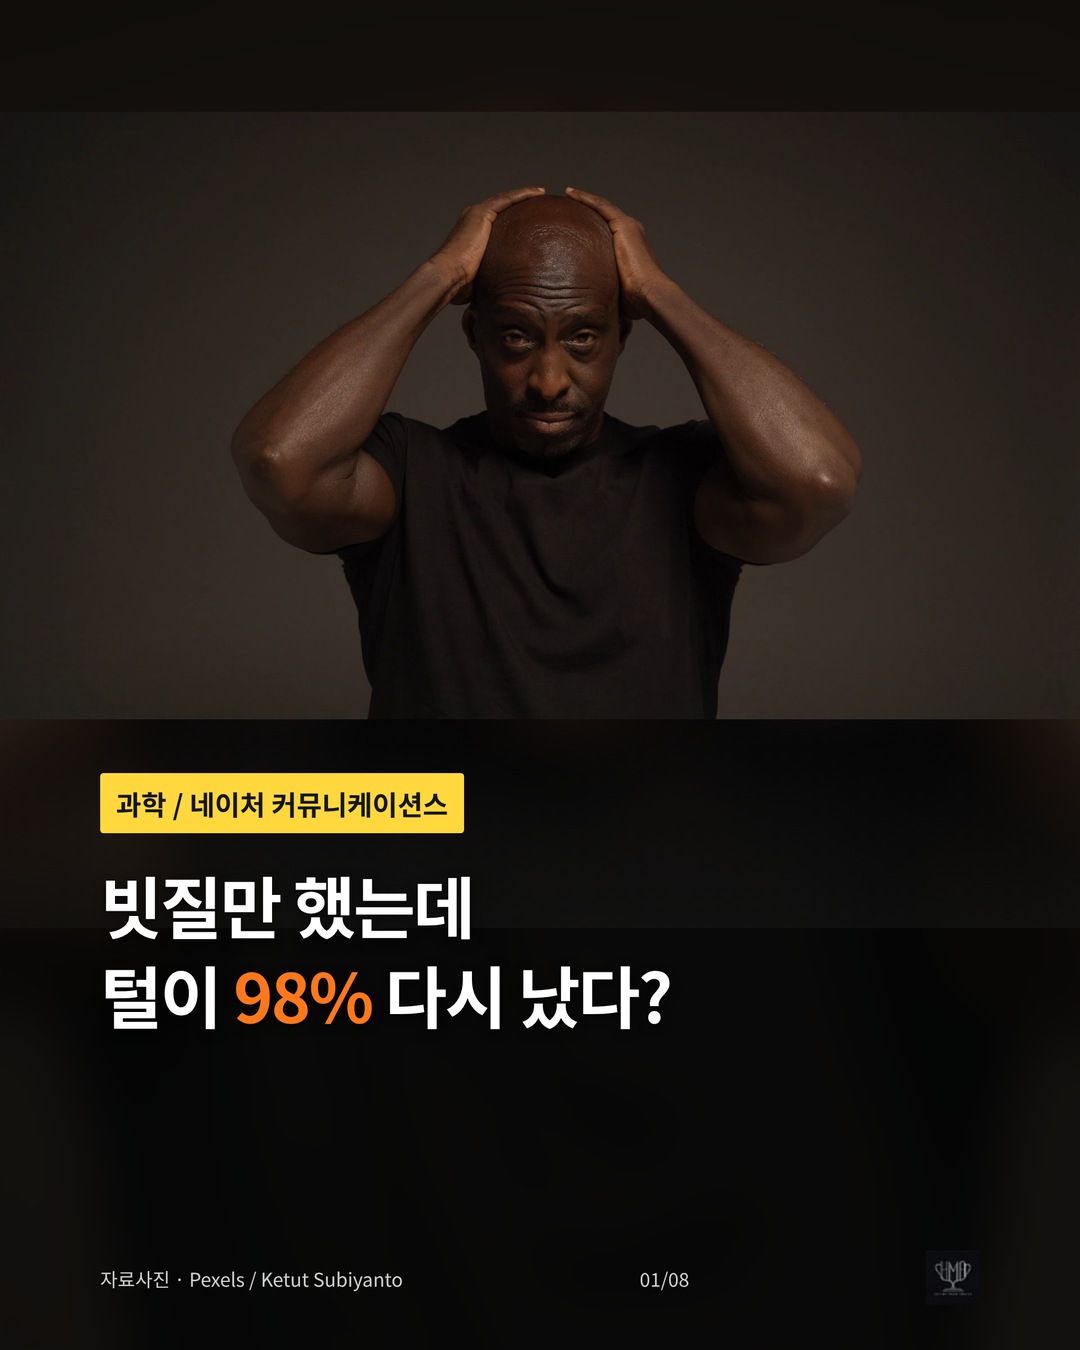 과학 / 네이처 커뮤니케이션스
빗질만 했는데
털이 98% 다시 났다?
자료사진 · Pexels / Ketut Subiyanto
01/08